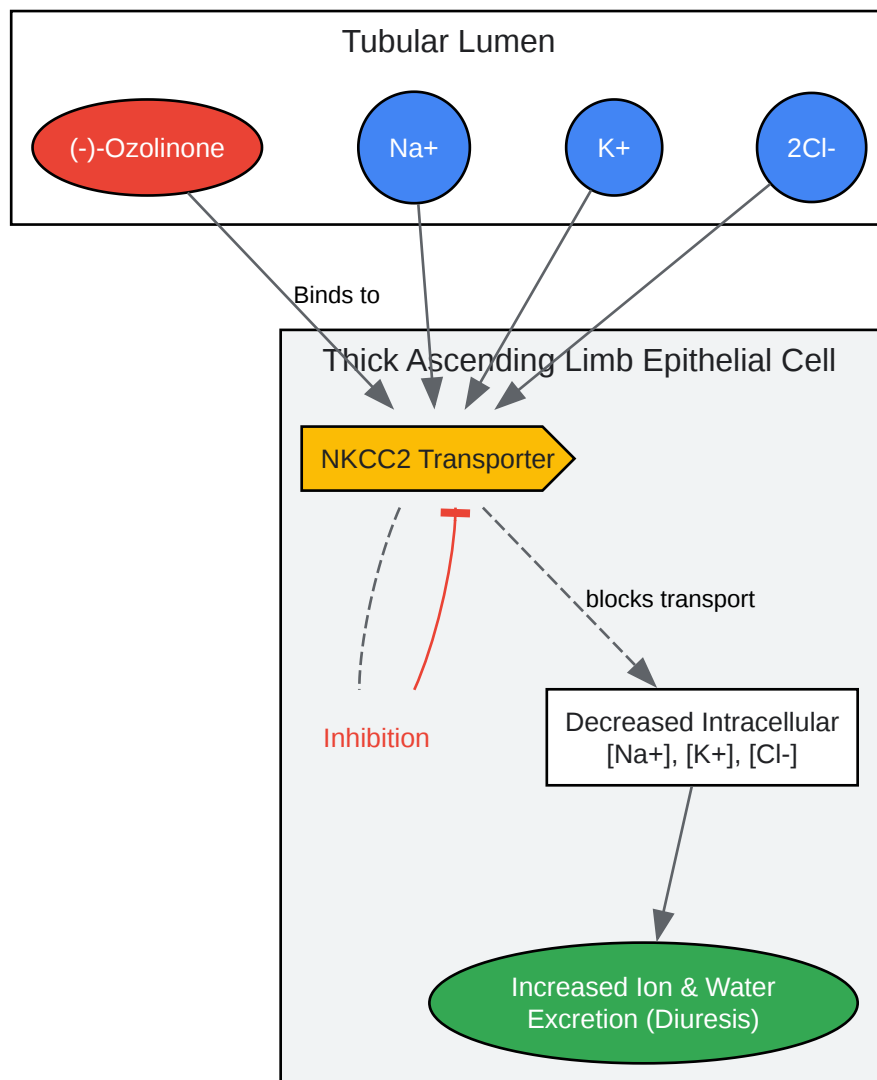 Tubular Lumen
(-)-Ozolinone
Na+
K+
2Cl-
Binds to
Thick Ascending Limb Epithelial Cell
NKCC2 Transporter
blocks transport
Inhibition
Decreased Intracellular
[Na+], [K+], [Cl-]
Increased Ion & Water
Excretion (Diuresis)